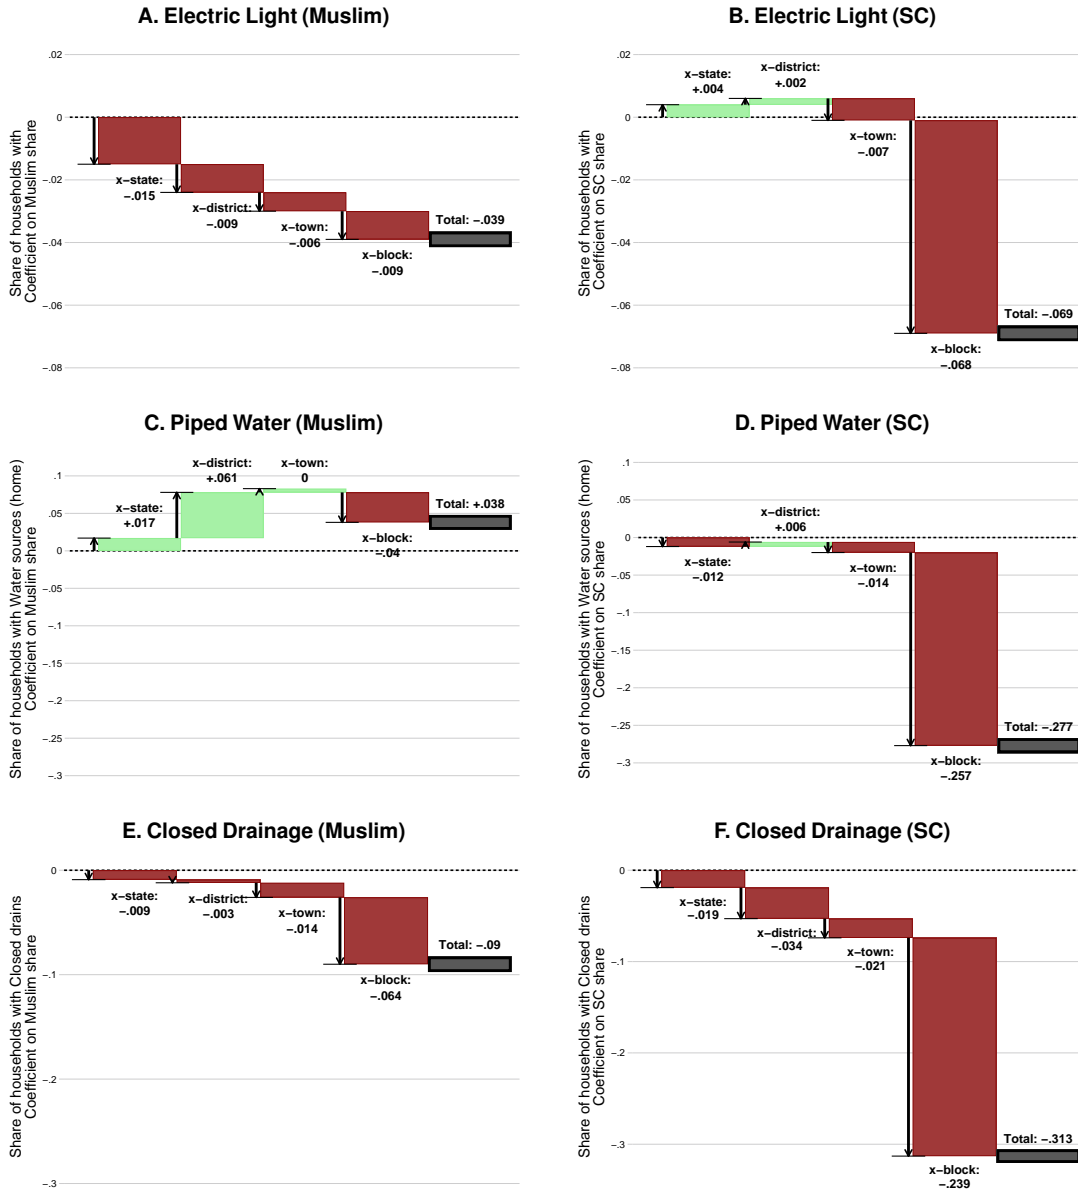 A. Electric Light (Muslim)
Share of households with
Coefficient on Muslim share
.02
0
−.02
−.04
−.06
−.08
x−state:
−.015
x−district:
−.009
x−town:
−.006
x−block:
−.009
Total: −.039
B. Electric Light (SC)
Share of households with
Coefficient on SC share
.02
0
−.02
−.04
−.06
−.08
x−state:
+.004
x−district:
+.002
x−town:
−.007
x−block:
−.068
Total: −.069
C. Piped Water (Muslim)
Share of households with Water sources (home)
Coefficient on Muslim share
.1
.05
0
−.05
−.1
−.15
−.2
−.25
−.3
x−state:
+.017
x−district:
+.061
x−town:
0
x−block:
−.04
Total: +.038
D. Piped Water (SC)
Share of households with Water sources (home)
Coefficient on SC share
.1
.05
0
−.05
−.1
−.15
−.2
−.25
−.3
x−state:
−.012
x−district:
+.006
x−town:
−.014
x−block:
−.257
Total: −.277
E. Closed Drainage (Muslim)
Share of households with Closed drains
Coefficient on Muslim share
0
−.1
−.2
−.3
x−state:
−.009
x−district:
−.003
x−town:
−.014
x−block:
−.064
Total: −.09
F. Closed Drainage (SC)
Share of households with Closed drains
Coefficient on SC share
0
−.1
−.2
−.3
x−state:
−.019
x−district:
−.034
x−town:
−.021
x−block:
−.239
Total: −.313